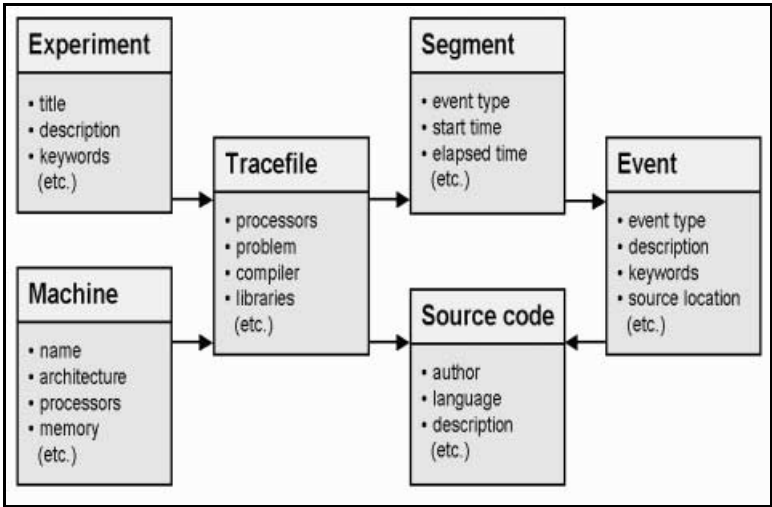 Experiment
• title
• description
• keywords
(etc.)
Machine
• name
• architecture
• processors
• memory
(etc.)
Tracefile
• processors
• problem
• compiler
• libraries
(etc.)
Segment
• event type
• start time
• elapsed time
(etc.)
Source code
• author
• language
• description
(etc.)
Event
• event type
• description
• keywords
• source location
(etc.)